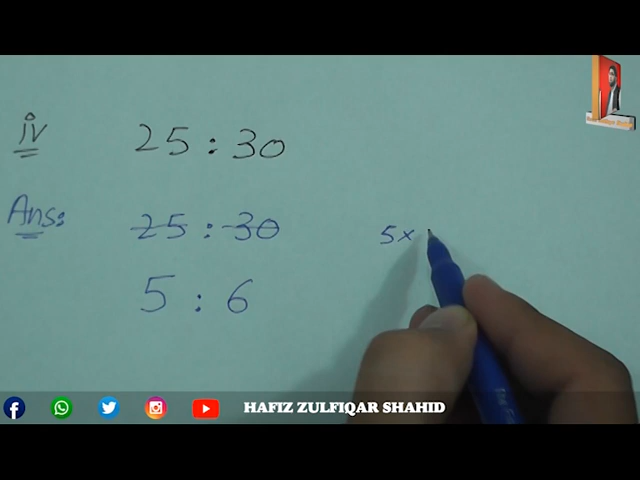 iv 25 : 30
Ans: 25 : 30
5x
5 : 6
HAFIZ ZULFIQAR SHAHID